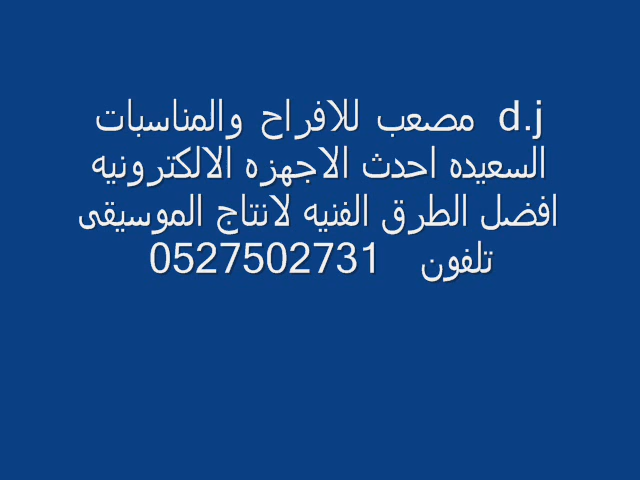 d.j مصعب للافراح والمناسبات
السعيده احدث الاجهزه الالكترونيه
افضل الطرق الفنيه لانتاج الموسيقى
تلفون 0527502731